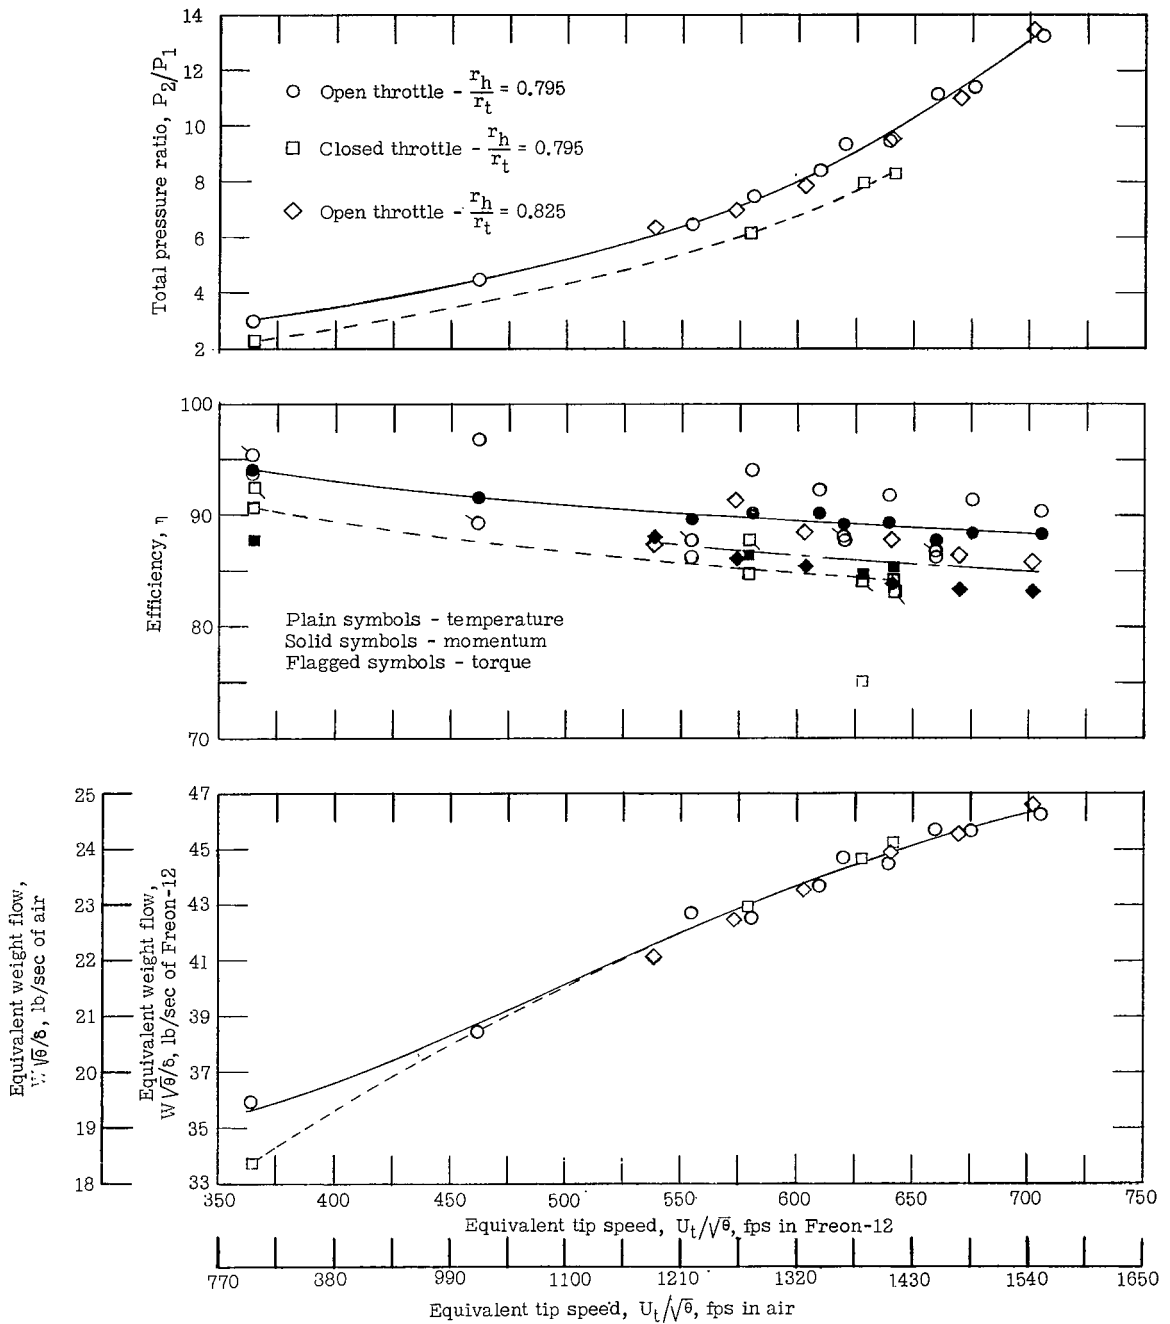 14
12
10
8
6
4
2
Total pressure ratio, P2/P1
○ Open throttle - rh/rt = 0.795
□ Closed throttle - rh/rt = 0.795
◇ Open throttle - rh/rt = 0.825
100
90
80
70
Efficiency, η
Plain symbols - temperature
Solid symbols - momentum
Flagged symbols - torque
25
24
23
22
21
20
19
18
Equivalent weight flow,
W√θ/δ, lb/sec of air
47
45
43
41
39
37
35
33
Equivalent weight flow,
W√θ/δ, lb/sec of Freon-12
350 400 450 500 550 600 650 700 750
Equivalent tip speed, Ut/√θ, fps in Freon-12
770 380 990 1100 1210 1320 1430 1540 1650
Equivalent tip speed, Ut/√θ, fps in air